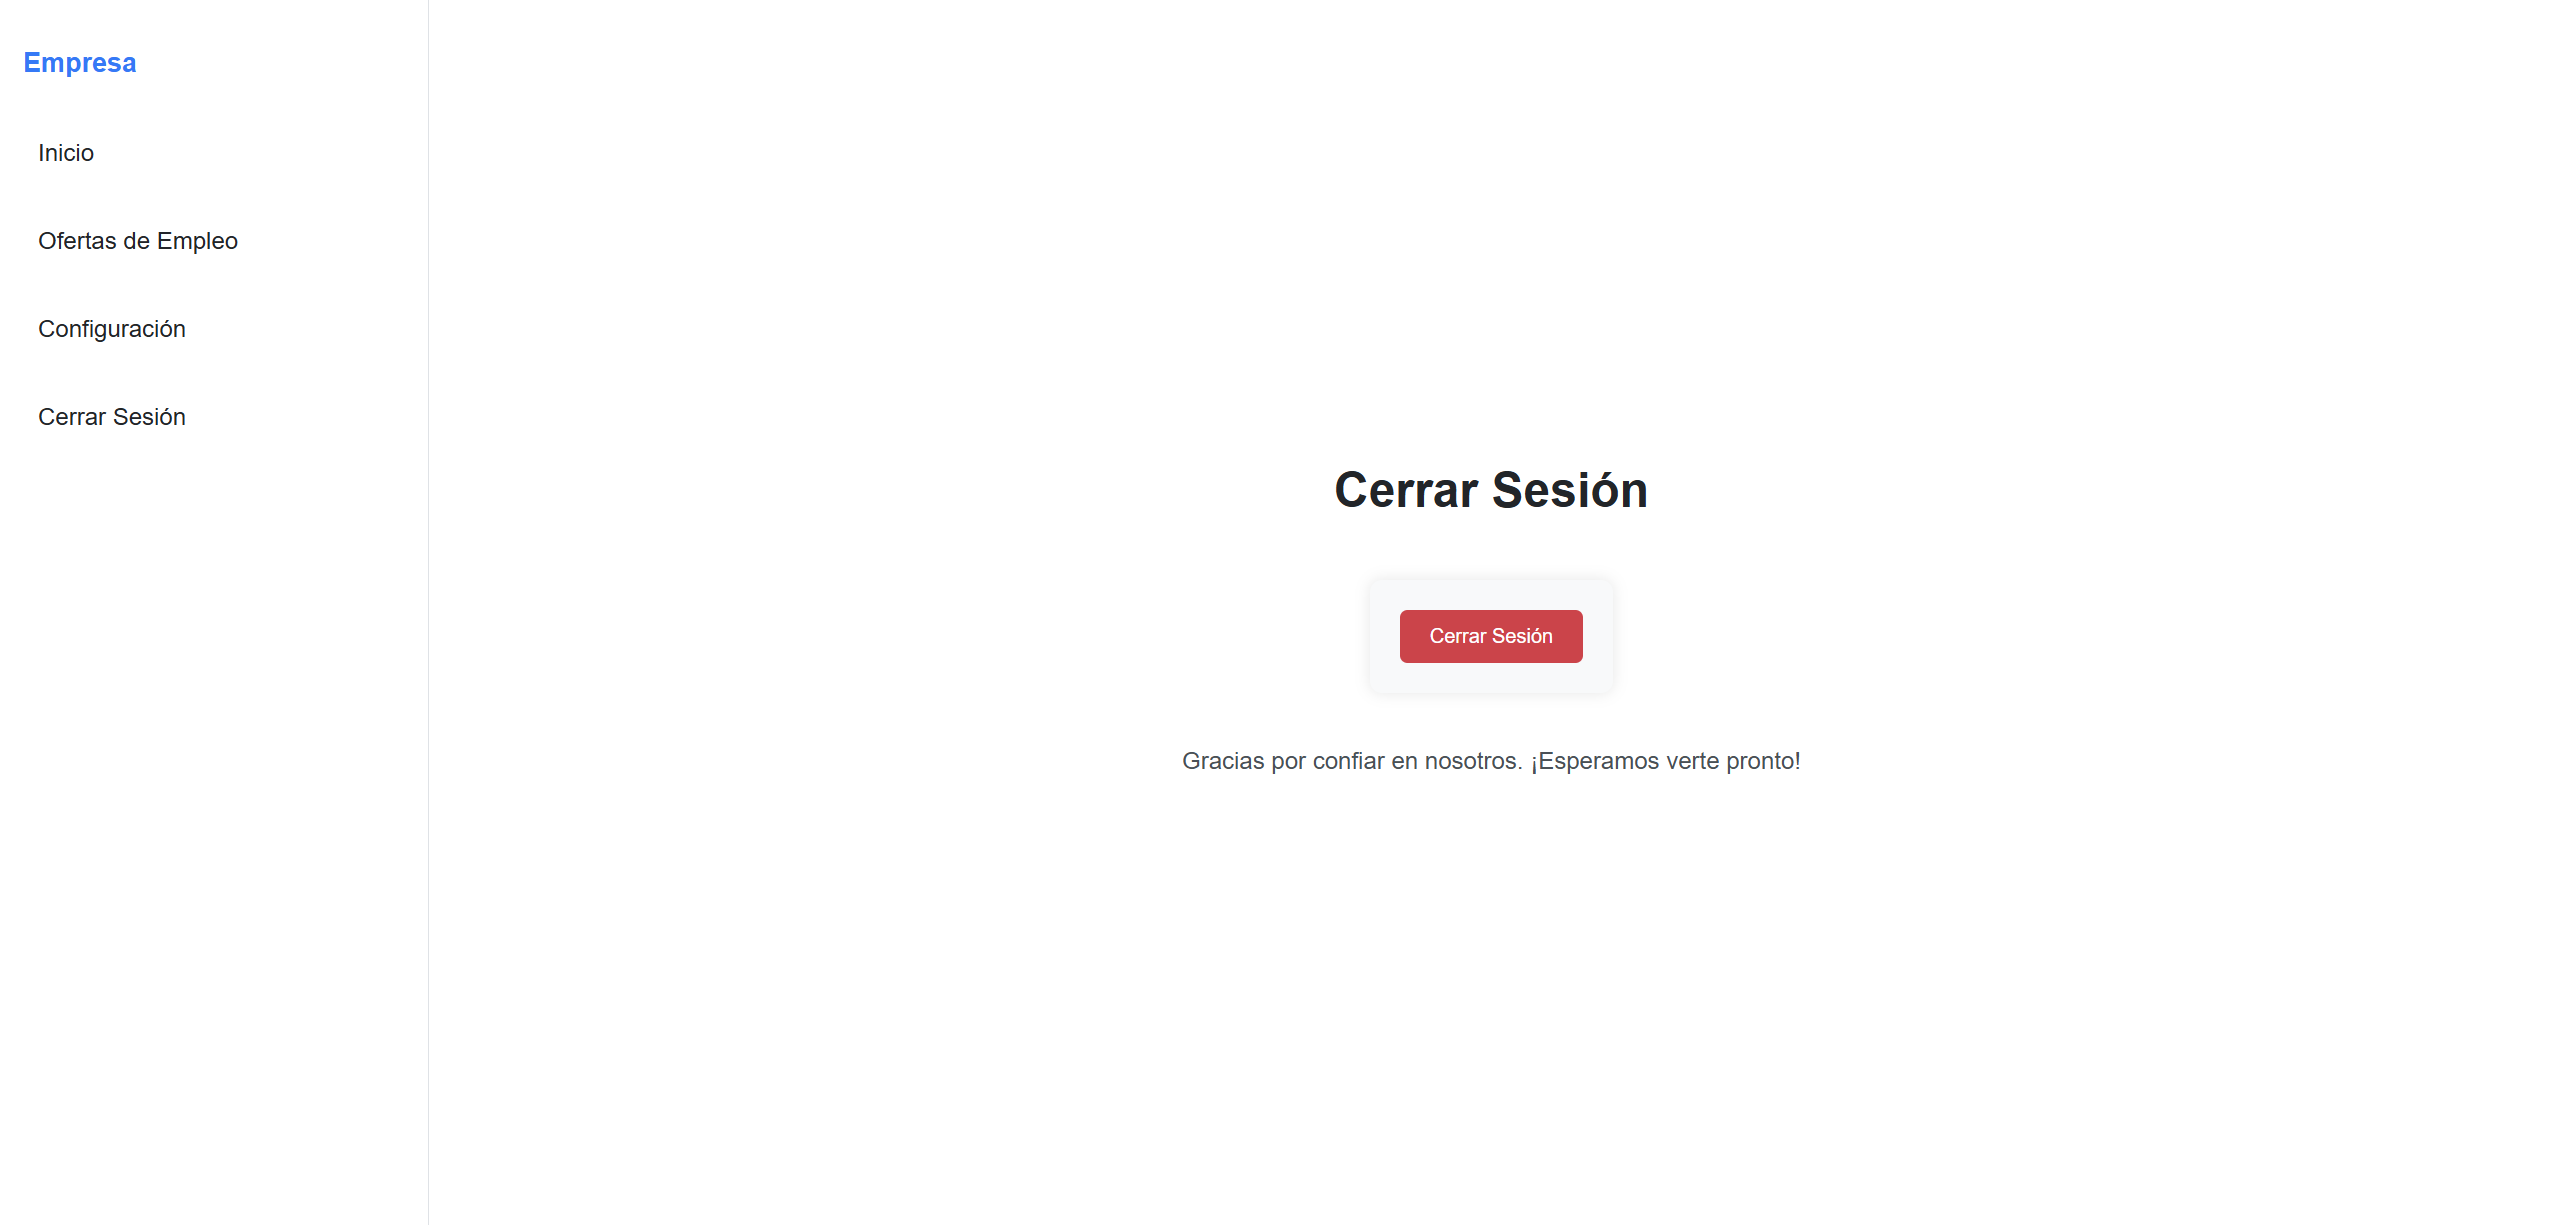 Empresa
Inicio
Ofertas de Empleo
Configuración
Cerrar Sesión
Cerrar Sesión
Cerrar Sesión
Gracias por confiar en nosotros. ¡Esperamos verte pronto!